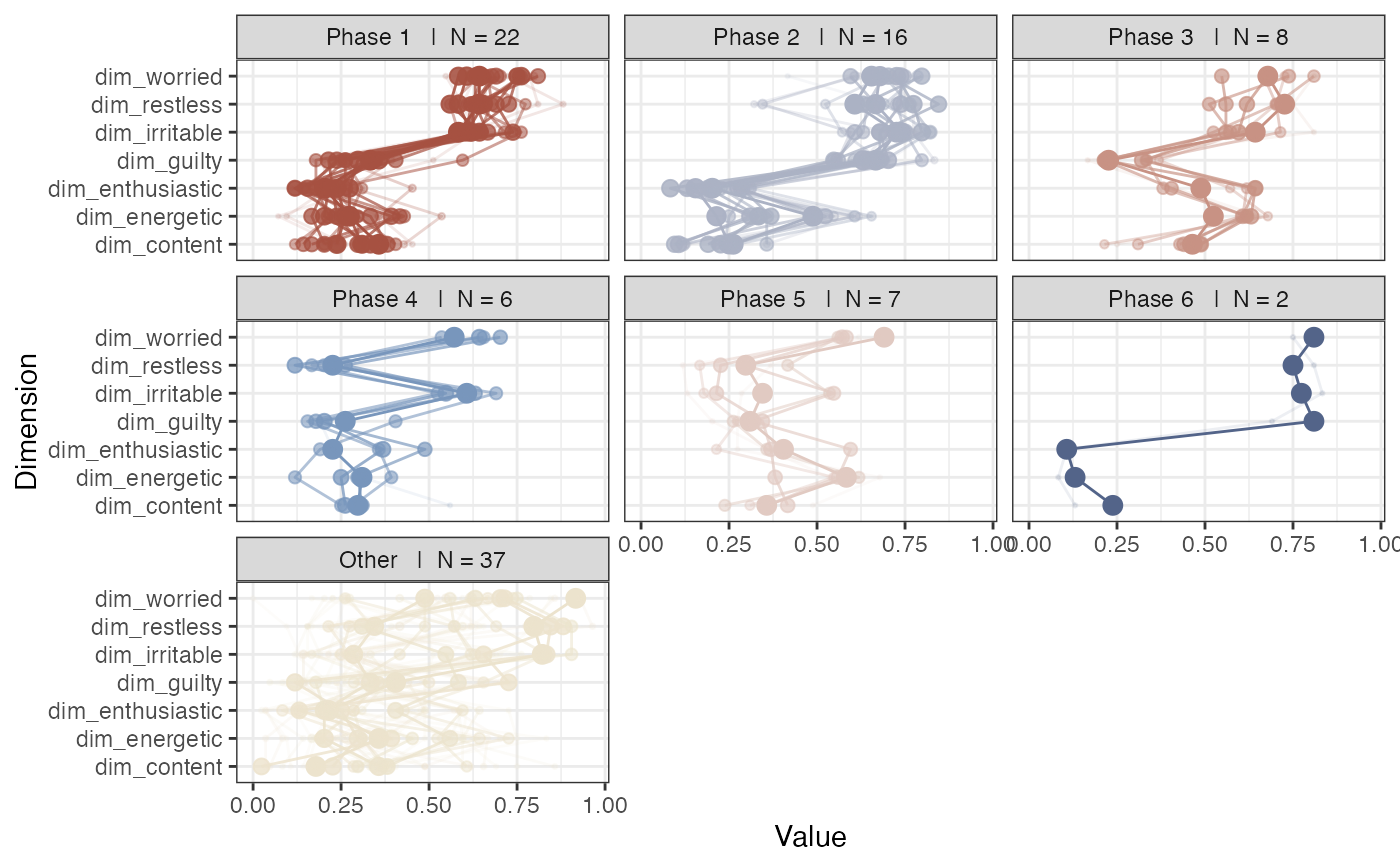 Phase 1 | N = 22
Phase 2 | N = 16
Phase 3 | N = 8
dim_worried
dim_restless
dim_irritable
dim_guilty
dim_enthusiastic
dim_energetic
dim_content
Phase 4 | N = 6
Phase 5 | N = 7
Phase 6 | N = 2
dim_worried
dim_restless
dim_irritable
dim_guilty
dim_enthusiastic
dim_energetic
dim_content
0.00 0.25 0.50 0.75 1.00
0.00 0.25 0.50 0.75 1.00
Other | N = 37
dim_worried
dim_restless
dim_irritable
dim_guilty
dim_enthusiastic
dim_energetic
dim_content
0.00 0.25 0.50 0.75 1.00
Dimension
Value